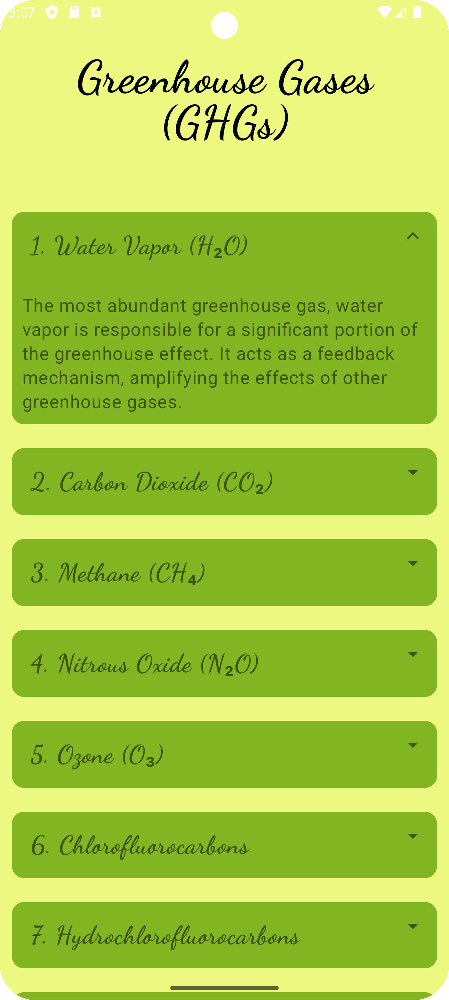 3:57
Greenhouse Gases
(GHGs)
1. Water Vapor (H₂O)
The most abundant greenhouse gas, water
vapor is responsible for a significant portion of
the greenhouse effect. It acts as a feedback
mechanism, amplifying the effects of other
greenhouse gases.
2. Carbon Dioxide (CO₂)
3. Methane (CH₄)
4. Nitrous Oxide (N₂O)
5. Ozone (O₃)
6. Chlorofluorocarbons
7. Hydrochlorofluorocarbons